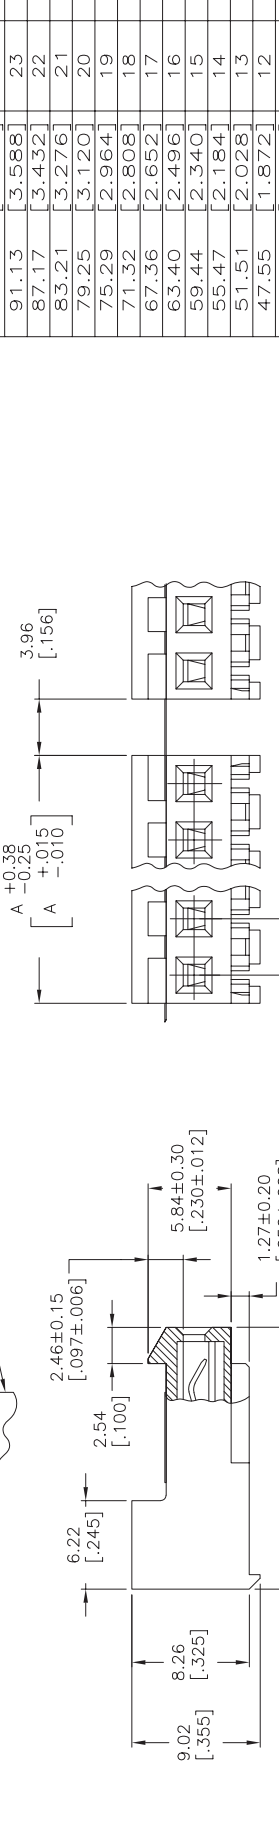 91.13 [3.588] 23
87.17 [3.432] 22
83.21 [3.276] 21
79.25 [3.120] 20
75.29 [2.964] 19
71.32 [2.808] 18
67.36 [2.652] 17
63.40 [2.496] 16
59.44 [2.340] 15
55.47 [2.184] 14
51.51 [2.028] 13
47.55 [1.872] 12
A +0.38
-0.25
[A +.015
-.010]
3.96
[.156]
2.46±0.15
[.097±.006]
5.84±0.30
[.230±.012]
2.54
[.100]
6.22
[.245]
1.27±0.20
8.26
[.325]
9.02
[.355]